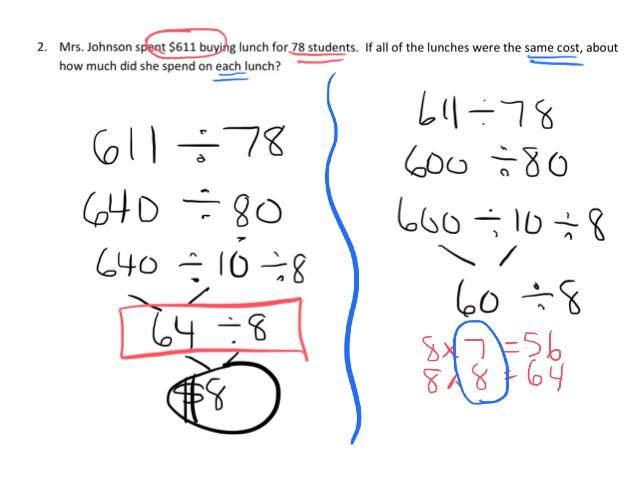 2. Mrs. Johnson spent $611 buying lunch for 78 students. If all of the lunches were the same cost, about
how much did she spend on each lunch?
611 ÷ 78
640 ÷ 80
640 ÷ 10 ÷ 8
64 ÷ 8
$8
611 ÷ 78
600 ÷ 80
600 ÷ 10 ÷ 8
60 ÷ 8
8 × 7 = 56
8 × 8 = 64